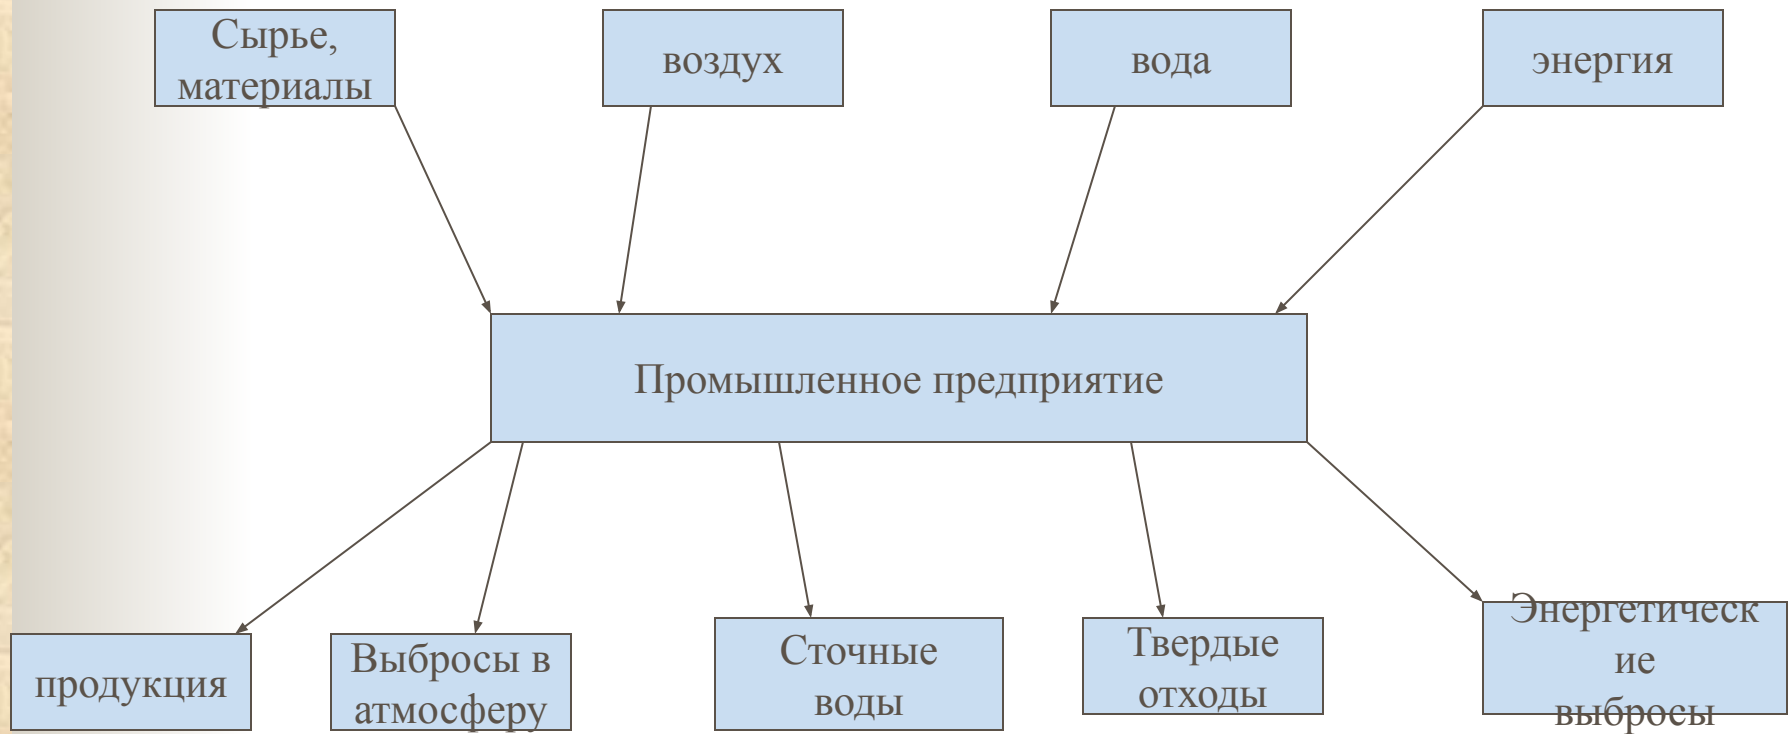 Сырье,
материалы
воздух
вода
энергия
Промышленное предприятие
продукция
Выбросы в
атмосферу
Сточные
воды
Твердые
отходы
Энергетическ
ие
выбросы